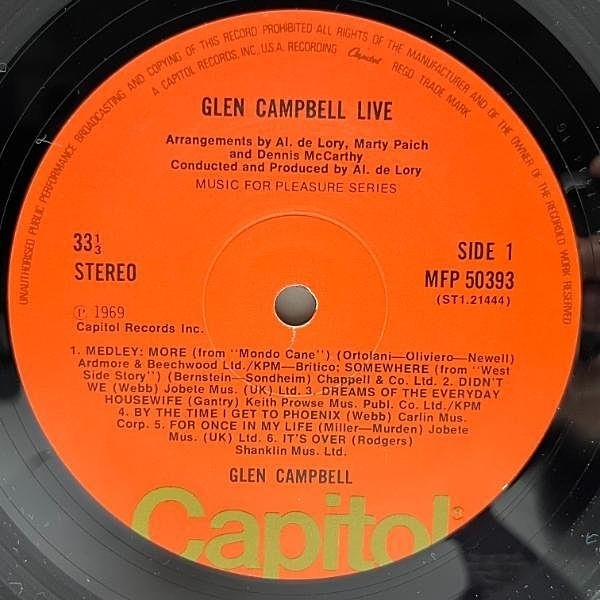 UNAUTHORISED PUBLIC PERFORMANCE BROADCASTING AND COPYING OF THIS RECORD PROHIBITED ALL RIGHTS OF THE MANUFACTURER AND OF THE OWNER OF THE RECORDED WORK RESERVED
A CAPITOL RECORDS, INC., U.S.A. RECORDING Capitol REGD. TRADE MARK
GLEN CAMPBELL LIVE
Arrangements by Al. de Lory, Marty Paich
and Dennis McCarthy
Conducted and Produced by Al. de Lory
MUSIC FOR PLEASURE SERIES
33⅓
STEREO
SIDE 1
MFP 50393
(ST1.21444)
Ⓟ 1969
Capitol Records Inc.
1. MEDLEY: MORE (from "Mondo Cane") (Ortolani—Oliviero—Newell)
Ardmore & Beechwood Ltd./KPM—Britico; SOMEWHERE (from "West
Side Story") (Bernstein—Sondheim) Chappell & Co. Ltd. 2. DIDN'T
WE (Webb) Jobete Mus. (UK) Ltd. 3. DREAMS OF THE EVERYDAY
HOUSEWIFE (Gantry) Keith Prowse Mus. Publ. Co. Ltd./KPM
4. BY THE TIME I GET TO PHOENIX (Webb) Carlin Mus.
Corp. 5. FOR ONCE IN MY LIFE (Miller—Murden) Jobete
Mus. (UK) Ltd. 6. IT'S OVER (Rodgers)
Shanklin Mus. Ltd.
GLEN CAMPBELL
Capitol